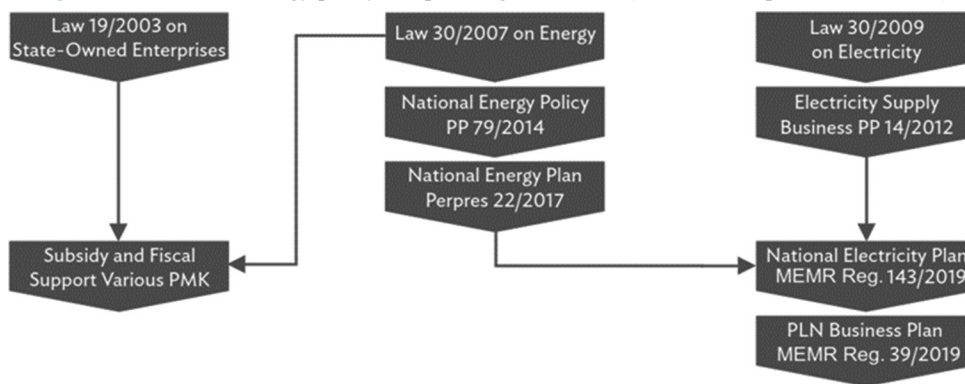 Law 19/2003 on
State-Owned Enterprises
Subsidy and Fiscal
Support Various PMK
Law 30/2007 on Energy
National Energy Policy
PP 79/2014
National Energy Plan
Perpres 22/2017
Law 30/2009
on Electricity
Electricity Supply
Business PP 14/2012
National Electricity Plan
MEMR Reg. 143/2019
PLN Business Plan
MEMR Reg. 39/2019